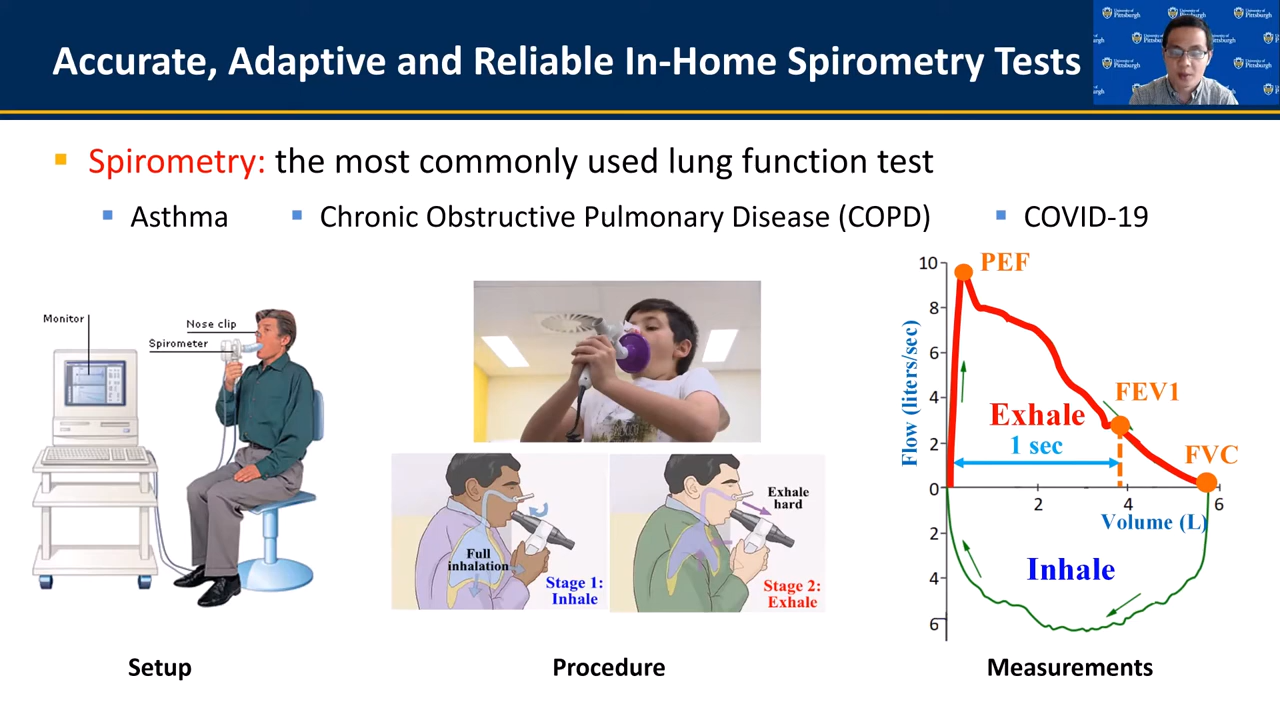 Accurate, Adaptive and Reliable In-Home Spirometry Tests
University of
Pittsburgh
▪ Spirometry: the most commonly used lung function test
▪ Asthma ▪ Chronic Obstructive Pulmonary Disease (COPD) ▪ COVID-19
Monitor
Nose clip
Spirometer
Setup
Full
inhalation
Stage 1:
Inhale
Exhale
hard
Stage 2:
Exhale
Procedure
10
8
6
4
2
0
2
4
6
Flow (liters/sec)
PEF
FEV1
FVC
Exhale
1 sec
2 4 6
Volume (L)
Inhale
Measurements